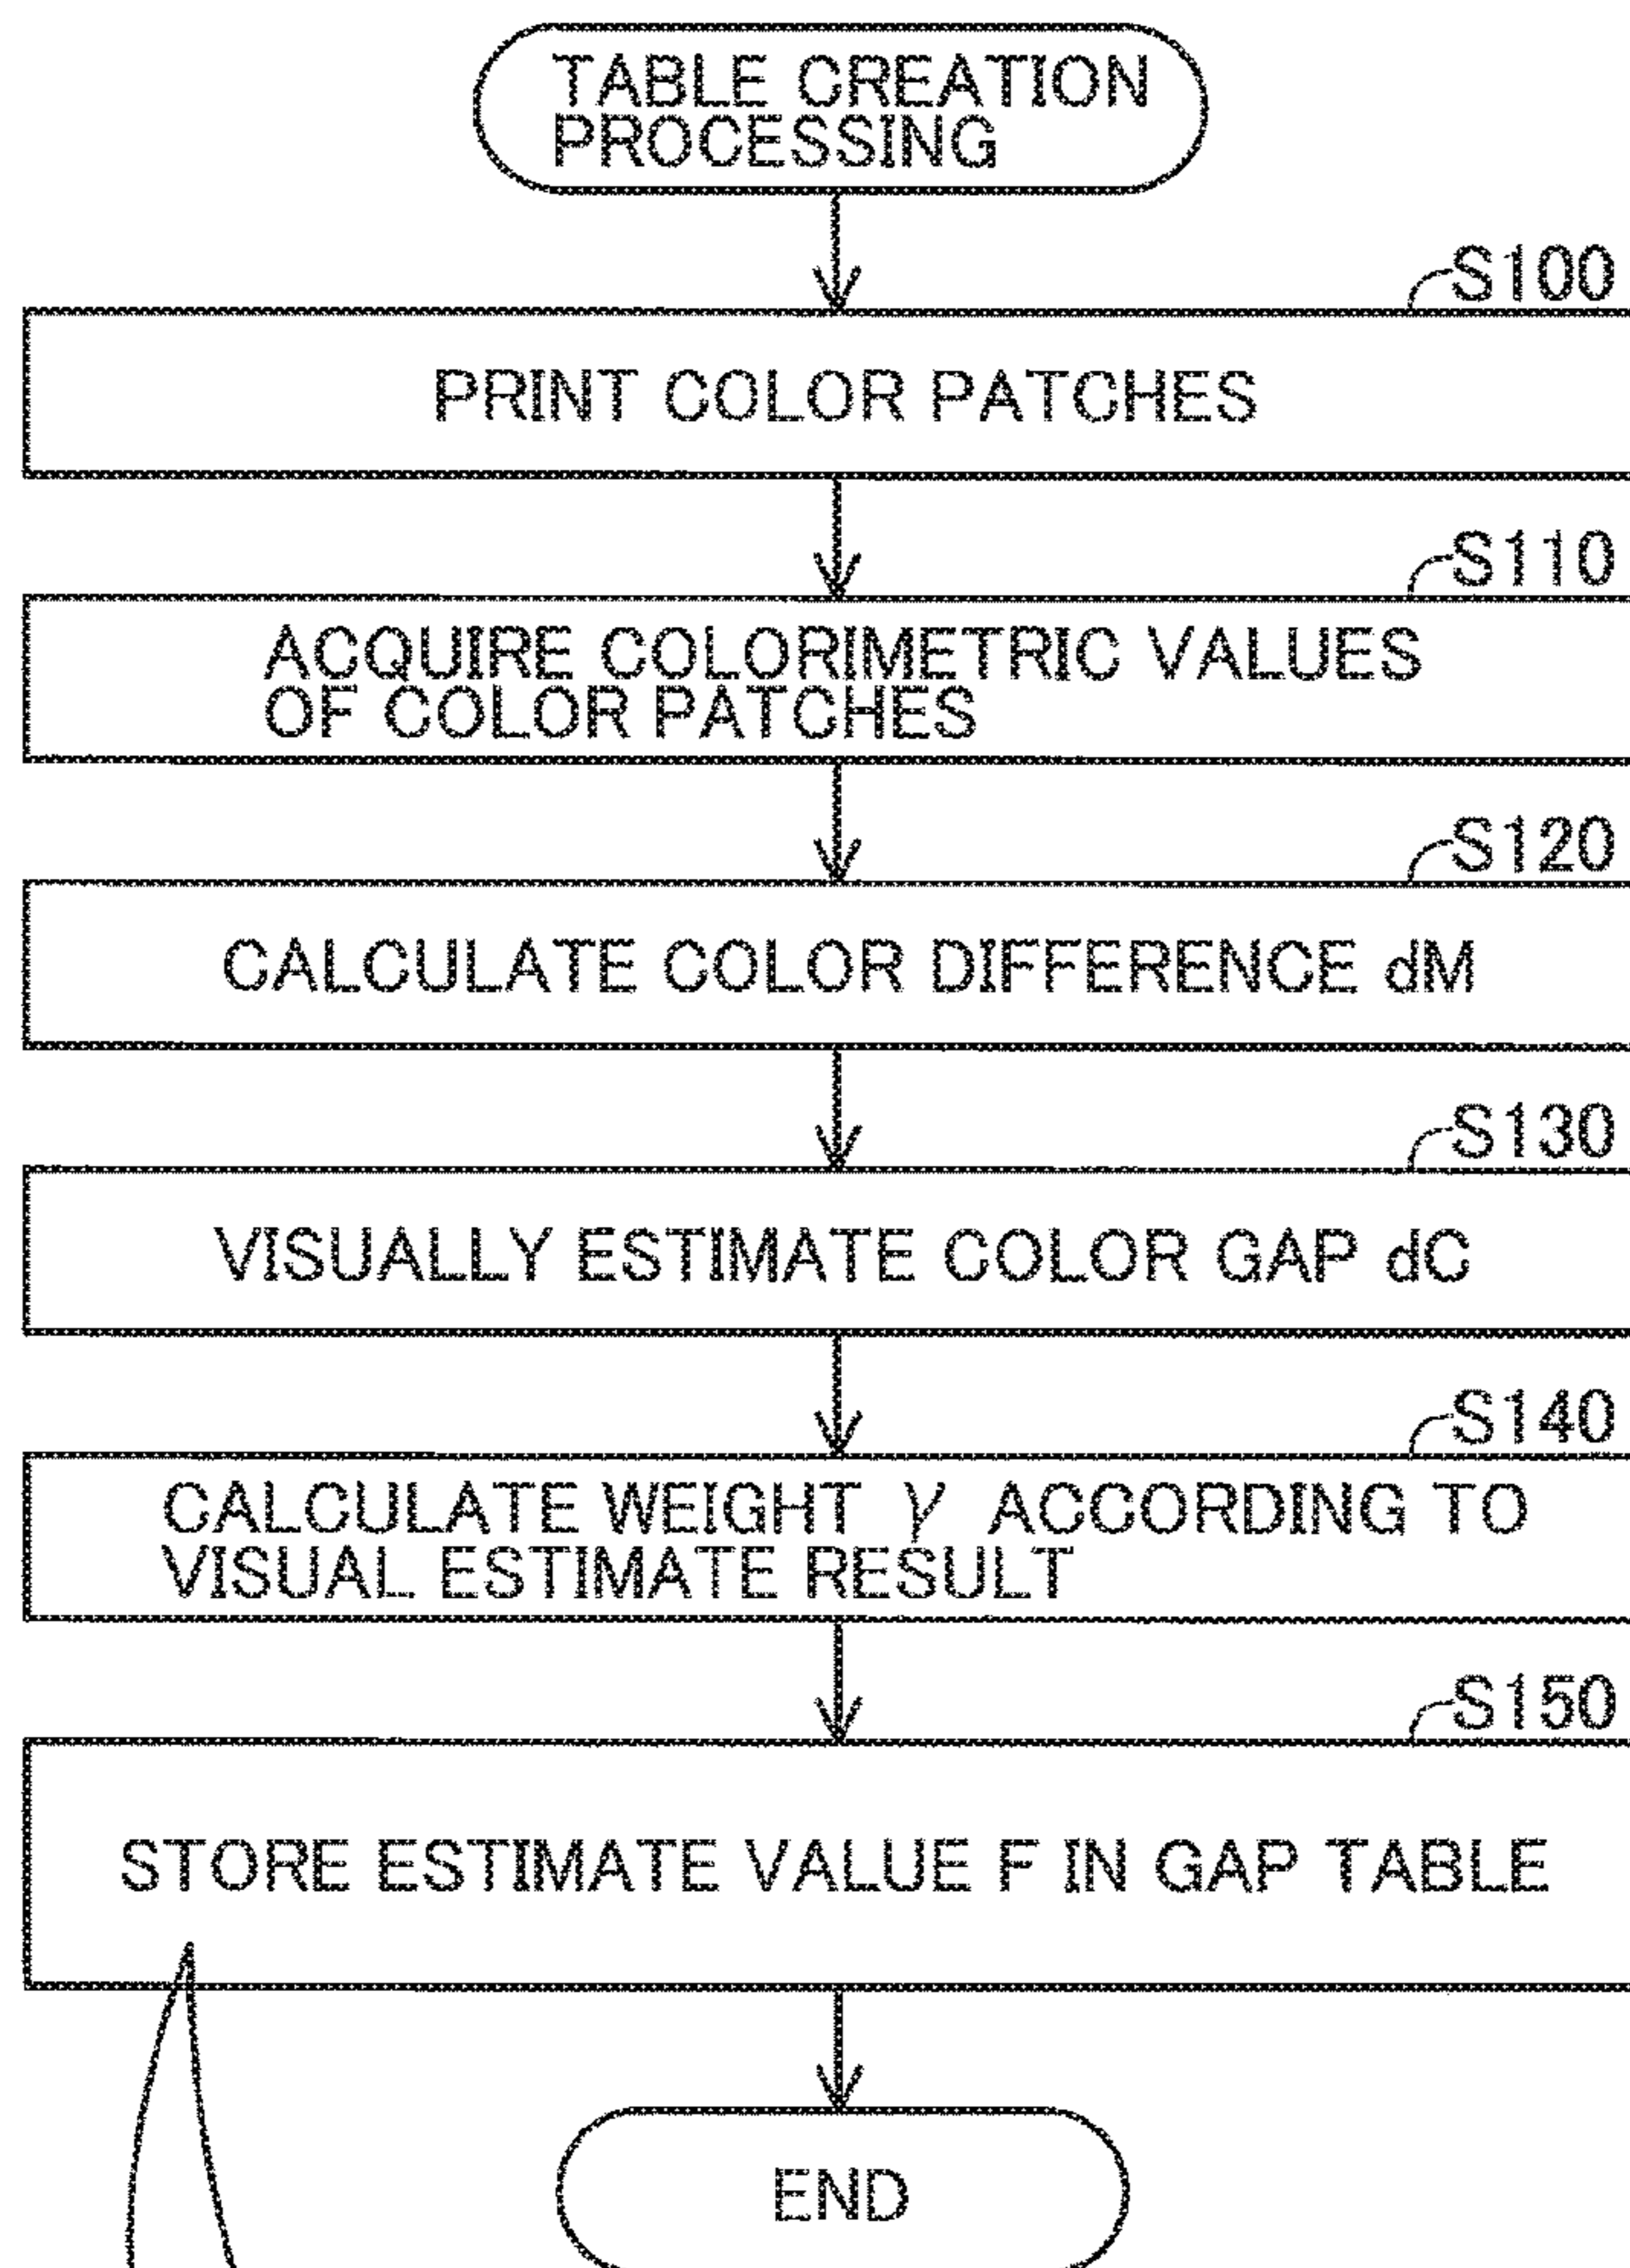 TABLE CREATION
PROCESSING
S100
PRINT COLOR PATCHES
S110
ACQUIRE COLORIMETRIC VALUES
OF COLOR PATCHES
S120
CALCULATE COLOR DIFFERENCE dM
S130
VISUALLY ESTIMATE COLOR GAP dC
S140
CALCULATE WEIGHT γ ACCORDING TO
VISUAL ESTIMATE RESULT
S150
STORE ESTIMATE VALUE F IN GAP TABLE
END